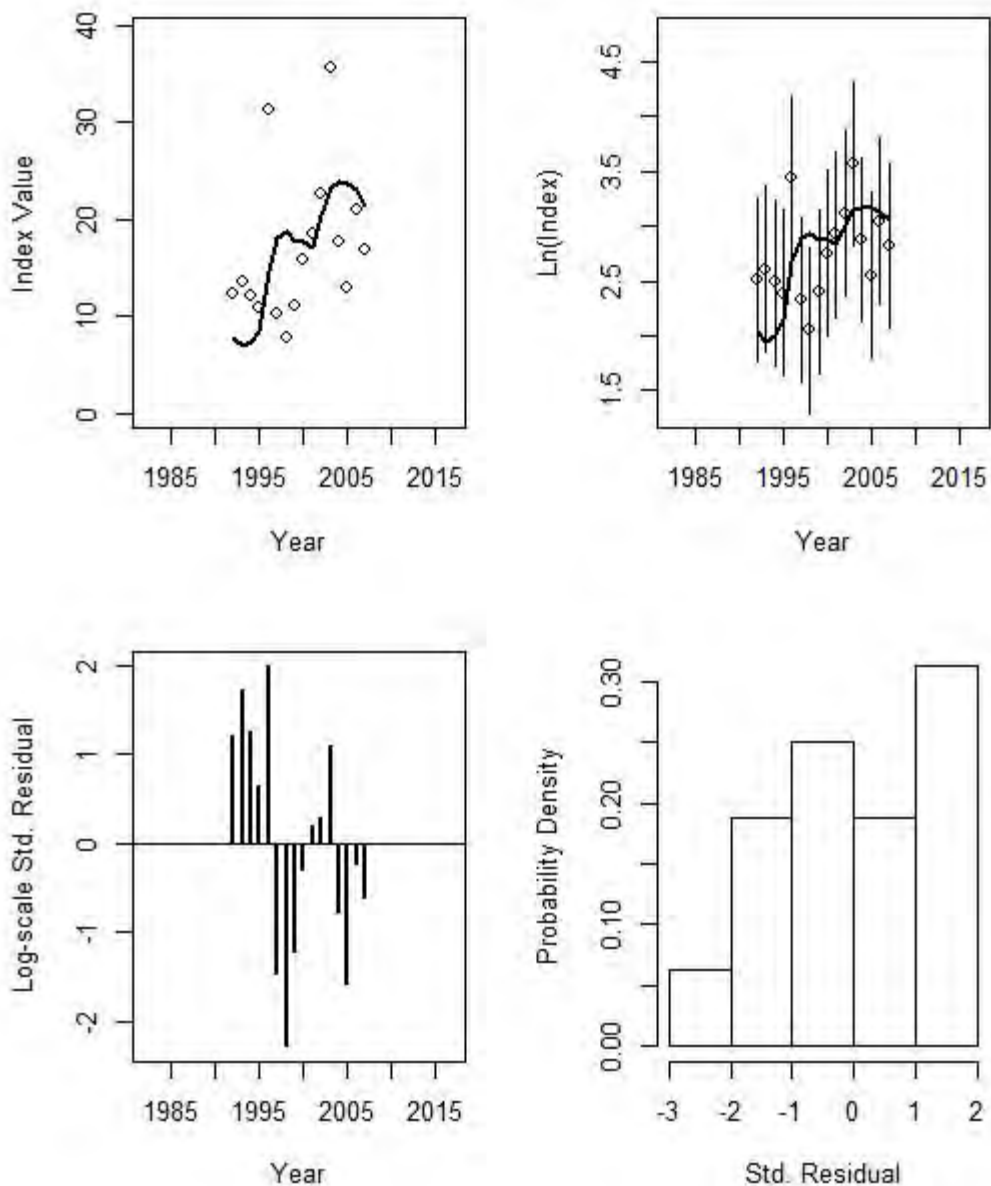 Index Value
40
30
20
10
0
1985 1995 2005 2015
Year
Ln(Index)
4.5
3.5
2.5
1.5
1985 1995 2005 2015
Year
Log-scale Std. Residual
2
1
0
-1
-2
1985 1995 2005 2015
Year
Probability Density
0.30
0.20
0.10
0.00
-3 -2 -1 0 1 2
Std. Residual